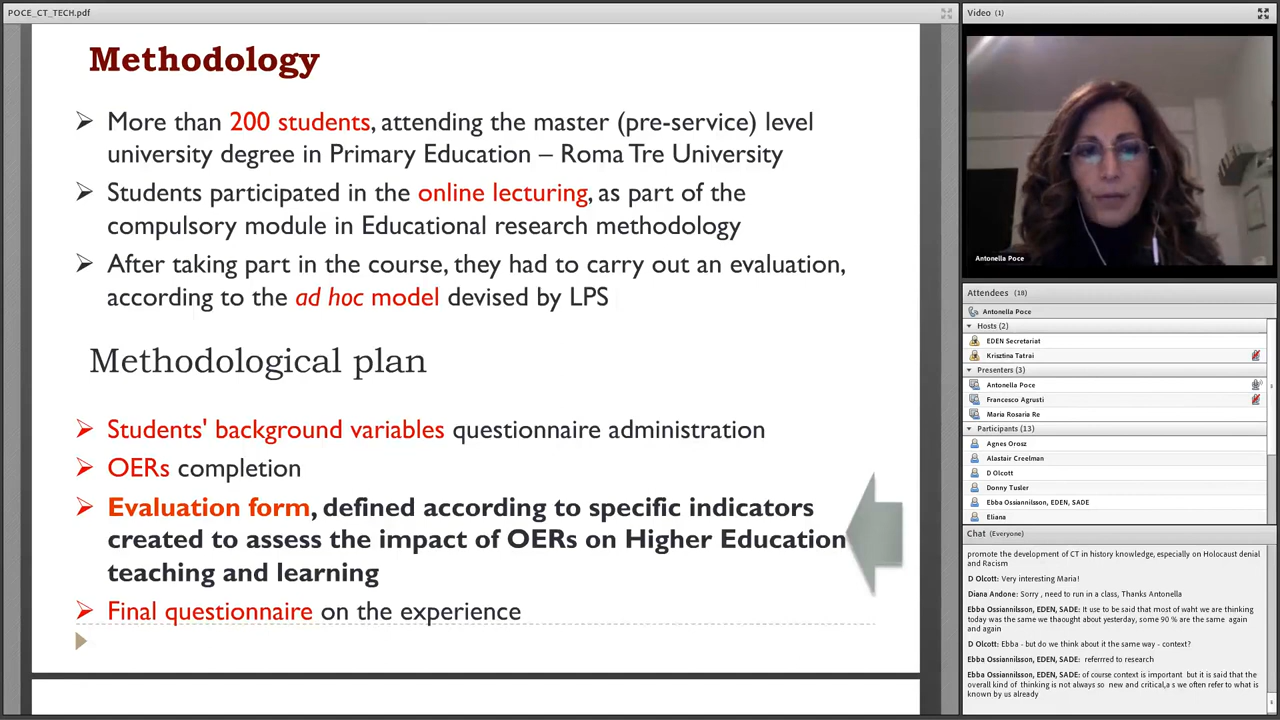 POCE_CT_TECH.pdf
Methodology
More than 200 students, attending the master (pre-service) level
university degree in Primary Education – Roma Tre University
Students participated in the online lecturing, as part of the
compulsory module in Educational research methodology
After taking part in the course, they had to carry out an evaluation,
according to the ad hoc model devised by LPS
Methodological plan
Students' background variables questionnaire administration
OERs completion
Evaluation form, defined according to specific indicators
created to assess the impact of OERs on Higher Education
teaching and learning
Final questionnaire on the experience
Video (1)
Antonella Poce
Attendees (18)
Antonella Poce
Hosts (2)
EDEN Secretariat
Krisztina Tatrai
Presenters (3)
Antonella Poce
Francesco Agrusti
Maria Rosaria Re
Participants (13)
Agnes Orosz
Alastair Creelman
D Olcott
Donny Tusler
Ebba Ossiannilsson, EDEN, SADE
Eliana
Chat (Everyone)
promote the development of CT in history knowledge, especially on Holocaust denial
and Racism
D Olcott: Very interesting Maria!
Diana Andone: Sorry , need to run in a class, Thanks Antonella
Ebba Ossiannilsson, EDEN, SADE: It use to be said that most of waht we are thinking
today was the same we thaought about yesterday, some 90 % are the same again
and again
D Olcott: Ebba - but do we think about it the same way - context?
Ebba Ossiannilsson, EDEN, SADE: referrred to research
Ebba Ossiannilsson, EDEN, SADE: of course context is important but it is said that the
overall kind of thinking is not always so new and critical,a s we often refer to what is
known by us already